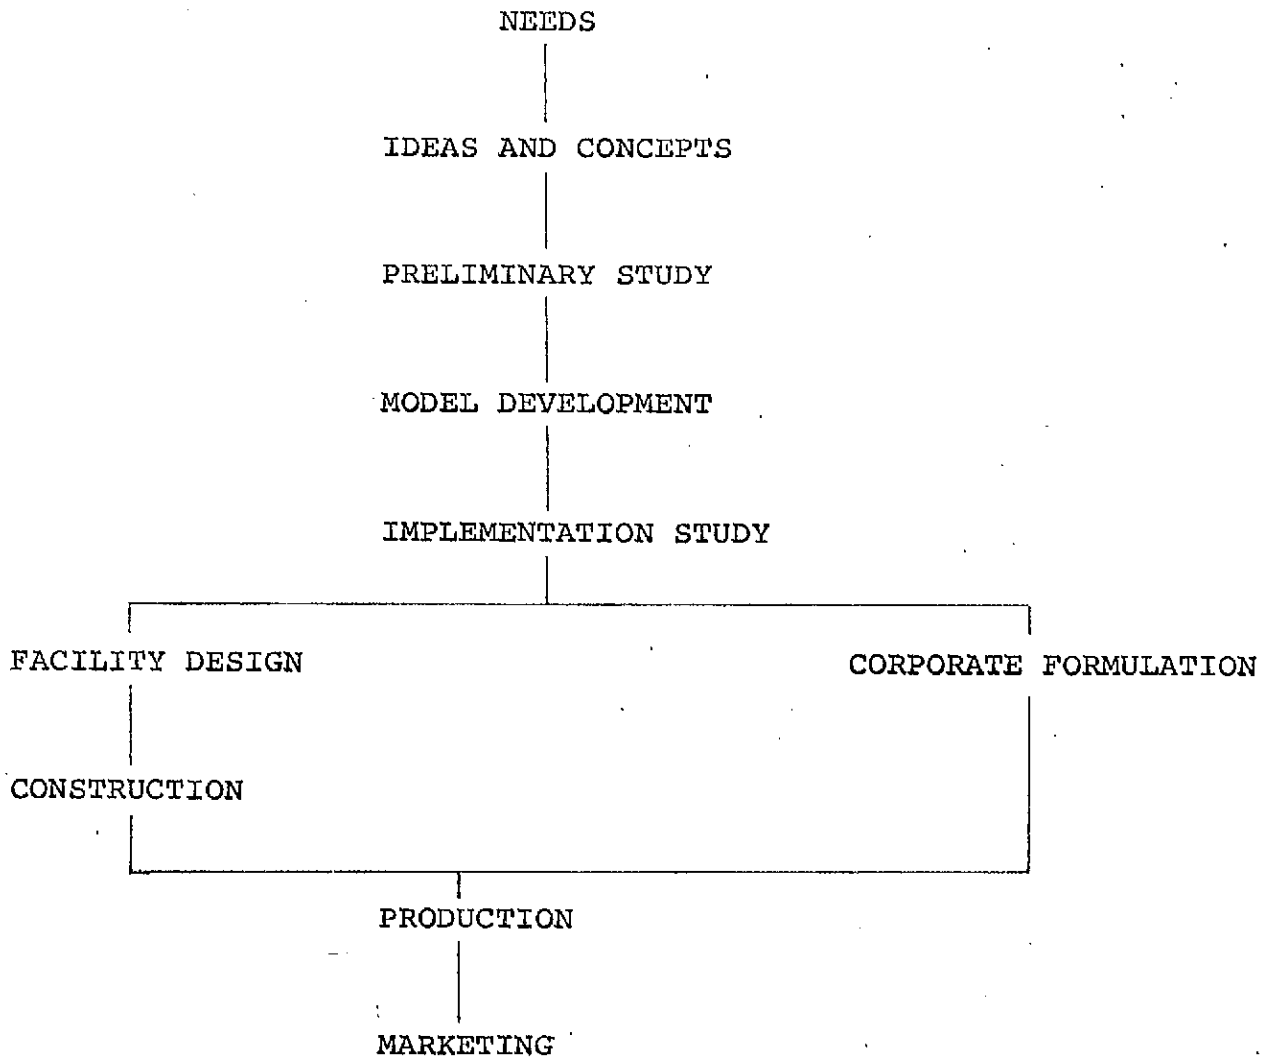 NEEDS
IDEAS AND CONCEPTS
PRELIMINARY STUDY
MODEL DEVELOPMENT
IMPLEMENTATION STUDY
FACILITY DESIGN
CORPORATE FORMULATION
CONSTRUCTION
PRODUCTION
MARKETING